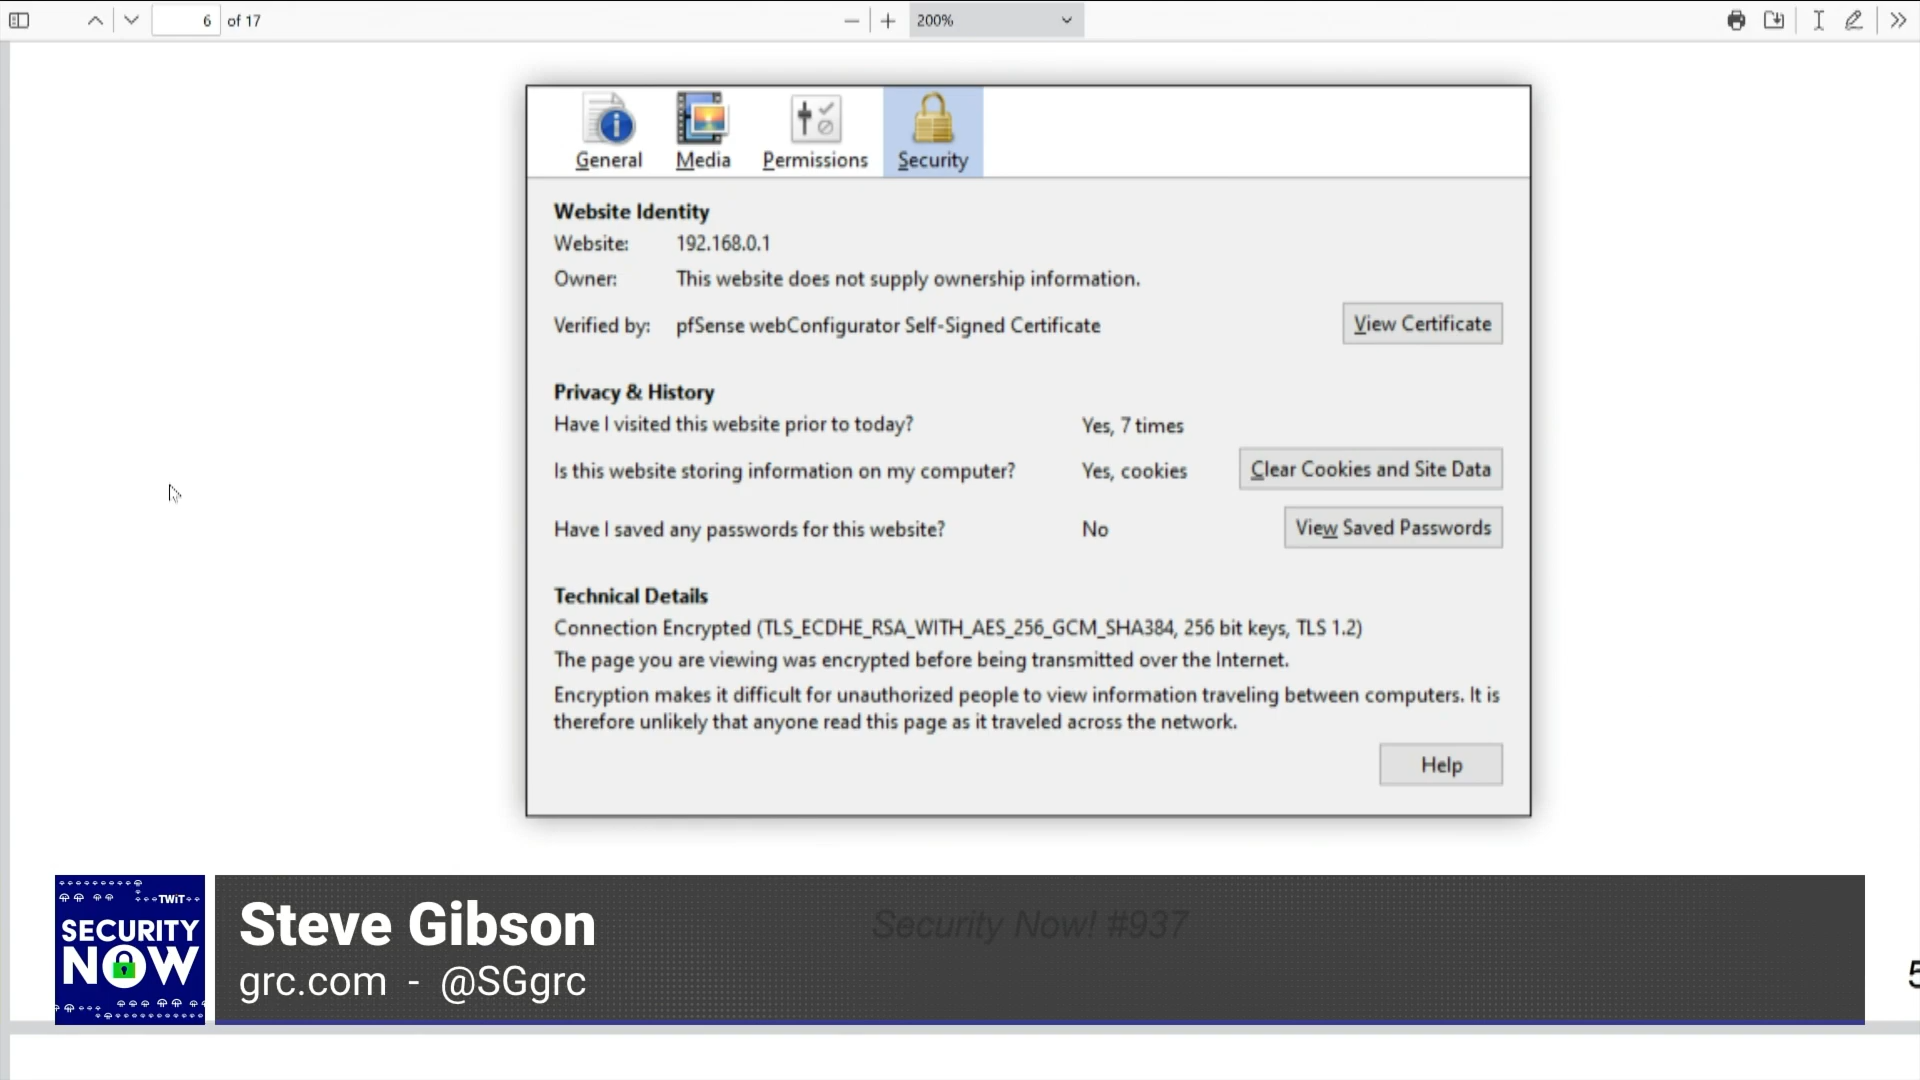 6 of 17
200%
General Media Permissions Security
Website Identity
Website: 192.168.0.1
Owner: This website does not supply ownership information.
Verified by: pfSense webConfigurator Self-Signed Certificate View Certificate
Privacy & History
Have I visited this website prior to today? Yes, 7 times
Is this website storing information on my computer? Yes, cookies Clear Cookies and Site Data
Have I saved any passwords for this website? No View Saved Passwords
Technical Details
Connection Encrypted (TLS_ECDHE_RSA_WITH_AES_256_GCM_SHA384, 256 bit keys, TLS 1.2)
The page you are viewing was encrypted before being transmitted over the Internet.
Encryption makes it difficult for unauthorized people to view information traveling between computers. It is
therefore unlikely that anyone read this page as it traveled across the network.
Help
TWiT
SECURITY
NOW
Steve Gibson
Security Now! #937
grc.com - @SGgrc
5